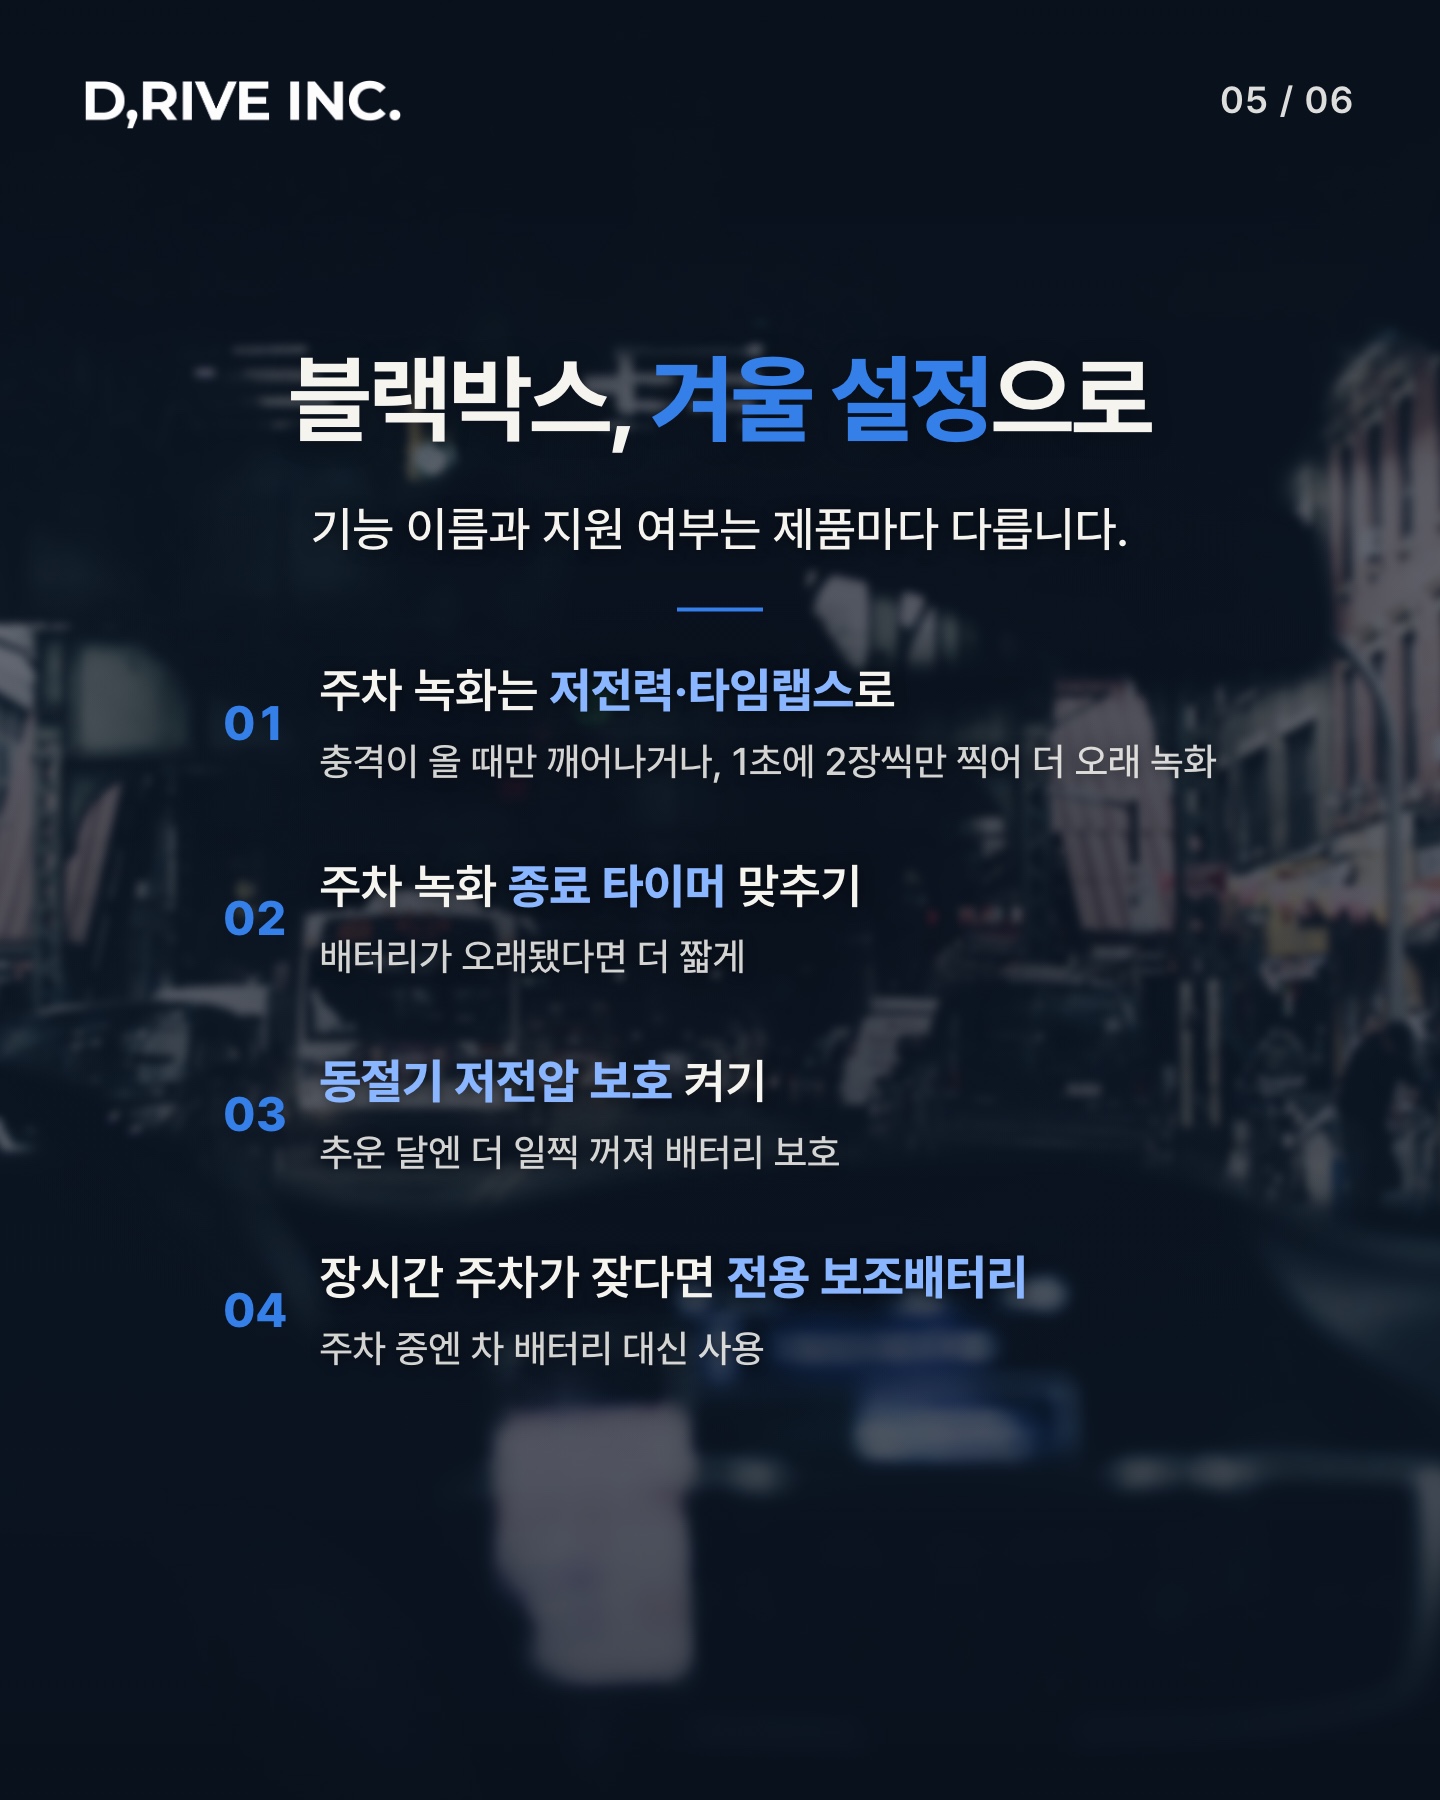 D,RIVE INC.
05 / 06
블랙박스, 겨울 설정으로
기능 이름과 지원 여부는 제품마다 다릅니다.
01
주차 녹화는 저전력·타임랩스로
충격이 올 때만 깨어나거나, 1초에 2장씩만 찍어 더 오래 녹화
02
주차 녹화 종료 타이머 맞추기
배터리가 오래됐다면 더 짧게
03
동절기 저전압 보호 켜기
추운 달엔 더 일찍 꺼져 배터리 보호
04
장시간 주차가 잦다면 전용 보조배터리
주차 중엔 차 배터리 대신 사용